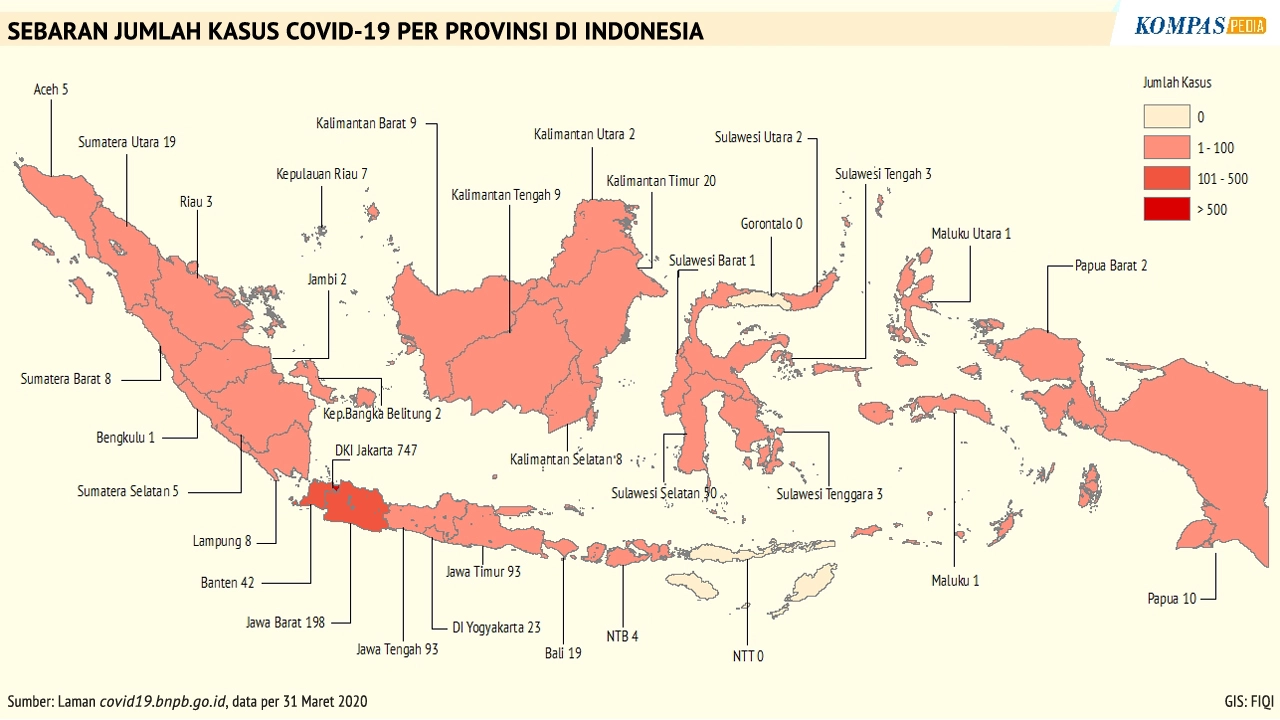 SEBARAN JUMLAH KASUS COVID-19 PER PROVINSI DI INDONESIA
KOMPAS PEDIA
Jumlah Kasus
0
1 - 100
101 - 500
> 500
Aceh 5
Sumatera Utara 19
Riau 3
Kepulauan Riau 7
Kalimantan Barat 9
Kalimantan Tengah 9
Kalimantan Utara 2
Kalimantan Timur 20
Sulawesi Utara 2
Sulawesi Tengah 3
Gorontalo 0
Sulawesi Barat 1
Maluku Utara 1
Papua Barat 2
Jambi 2
Sumatera Barat 8
Kep.Bangka Belitung 2
Bengkulu 1
DKI Jakarta 747
Kalimantan Selatan 8
Sumatera Selatan 5
Sulawesi Selatan 50
Sulawesi Tenggara 3
Lampung 8
Banten 42
Jawa Timur 93
Maluku 1
Papua 10
Jawa Barat 198
DI Yogyakarta 23
NTB 4
Jawa Tengah 93
Bali 19
NTT 0
Sumber: Laman covid19.bnpb.go.id, data per 31 Maret 2020
GIS: FIQI